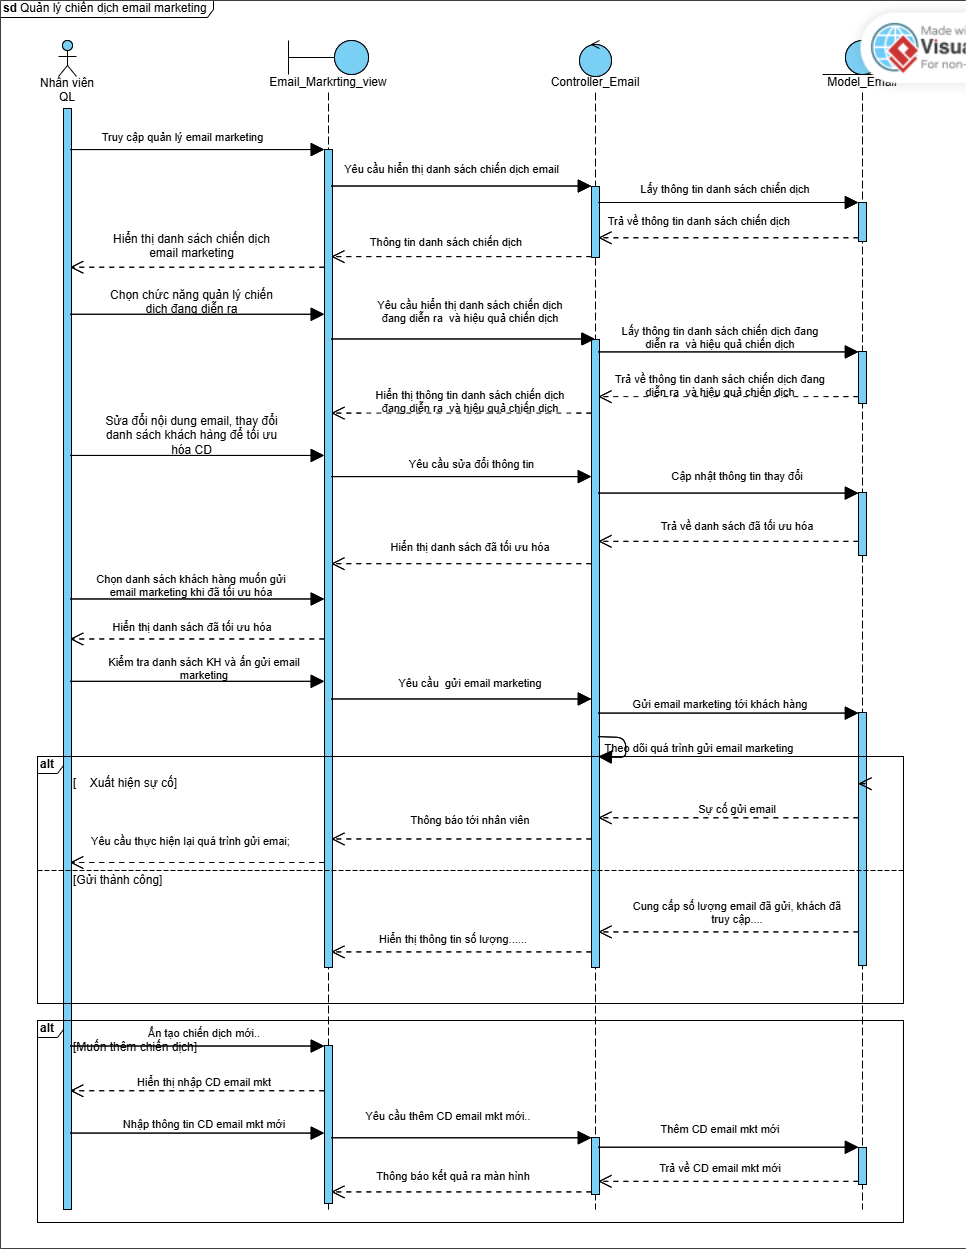 sd Quản lý chiến dịch email marketing
Made wi
Visua
For non-
Nhân viên
QL
Email_Markrting_view
Controller_Email
Model_Email
Truy cập quản lý email marketing
Yêu cầu hiển thị danh sách chiến dịch email
Lấy thông tin danh sách chiến dịch
Trả về thông tin danh sách chiến dịch
Thông tin danh sách chiến dịch
Hiển thị danh sách chiến dịch
email marketing
Chọn chức năng quản lý chiến
dịch đang diễn ra
Yêu cầu hiển thị danh sách chiến dịch
đang diễn ra và hiệu quả chiến dịch
Lấy thông tin danh sách chiến dịch đang
diễn ra và hiệu quả chiến dịch
Trả về thông tin danh sách chiến dịch đang
diễn ra và hiệu quả chiến dịch
Hiển thị thông tin danh sách chiến dịch
đang diễn ra và hiệu quả chiến dịch
Sửa đổi nội dung email, thay đổi
danh sách khách hàng để tối ưu
hóa CD
Yêu cầu sửa đổi thông tin
Cập nhật thông tin thay đổi
Trả về danh sách đã tối ưu hóa
Hiển thị danh sách đã tối ưu hóa
Chọn danh sách khách hàng muốn gửi
email marketing khi đã tối ưu hóa
Hiển thị danh sách đã tối ưu hóa
Kiểm tra danh sách KH và ấn gửi email
marketing
Yêu cầu gửi email marketing
Gửi email marketing tới khách hàng
Theo dõi quá trình gửi email marketing
alt
[ Xuất hiện sự cố]
Sự cố gửi email
Thông báo tới nhân viên
Yêu cầu thực hiện lại quá trình gửi emai;
[Gửi thành công]
Cung cấp số lượng email đã gửi, khách đã
truy cập....
Hiển thị thông tin số lượng......
alt
Ấn tạo chiến dịch mới..
[Muốn thêm chiến dịch]
Hiển thị nhập CD email mkt
Nhập thông tin CD email mkt mới
Yêu cầu thêm CD email mkt mới..
Thêm CD email mkt mới
Trả về CD email mkt mới
Thông báo kết quả ra màn hình